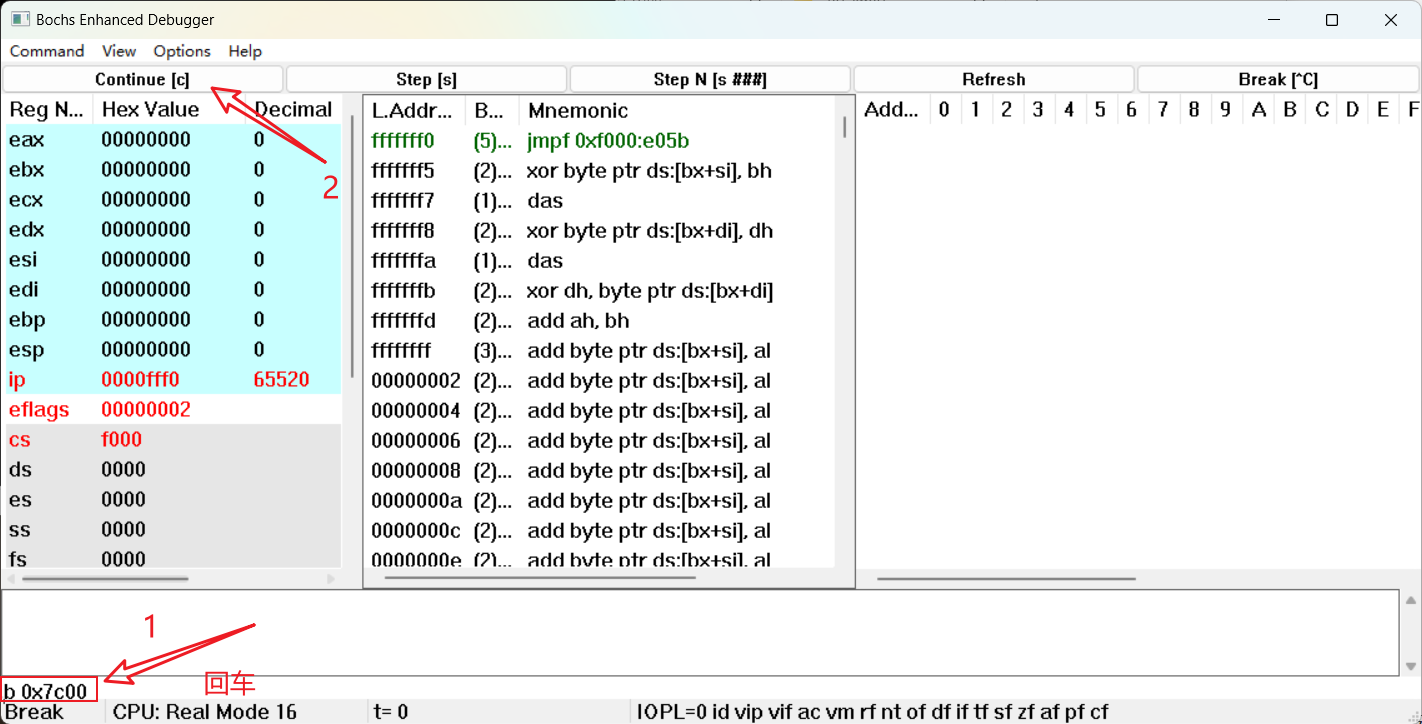 Bochs Enhanced Debugger
Command View Options Help
Continue [c] Step [s] Step N [s ###] Refresh Break [^C]
Reg N... Hex Value Decimal L.Addr... B... Mnemonic Add... 0 1 2 3 4 5 6 7 8 9 A B C D E F
eax 00000000 0 fffffff0 (5)... jmpf 0xf000:e05b
ebx 00000000 0 fffffff5 (2)... xor byte ptr ds:[bx+si], bh
2
ecx 00000000 0 fffffff7 (1)... das
edx 00000000 0 fffffff8 (2)... xor byte ptr ds:[bx+di], dh
esi 00000000 0 fffffffa (1)... das
edi 00000000 0 fffffffb (2)... xor dh, byte ptr ds:[bx+di]
ebp 00000000 0 fffffffd (2)... add ah, bh
esp 00000000 0 ffffffff (3)... add byte ptr ds:[bx+si], al
ip 0000fff0 65520 00000002 (2)... add byte ptr ds:[bx+si], al
eflags 00000002 00000004 (2)... add byte ptr ds:[bx+si], al
cs f000 00000006 (2)... add byte ptr ds:[bx+si], al
ds 0000 00000008 (2)... add byte ptr ds:[bx+si], al
es 0000 0000000a (2)... add byte ptr ds:[bx+si], al
ss 0000 0000000c (2)... add byte ptr ds:[bx+si], al
fs 0000 0000000e (2)... add byte ptr ds:[bx+si], al
1
b 0x7c00 回车
Break CPU: Real Mode 16 t= 0 IOPL=0 id vip vif ac vm rf nt of df if tf sf zf af pf cf